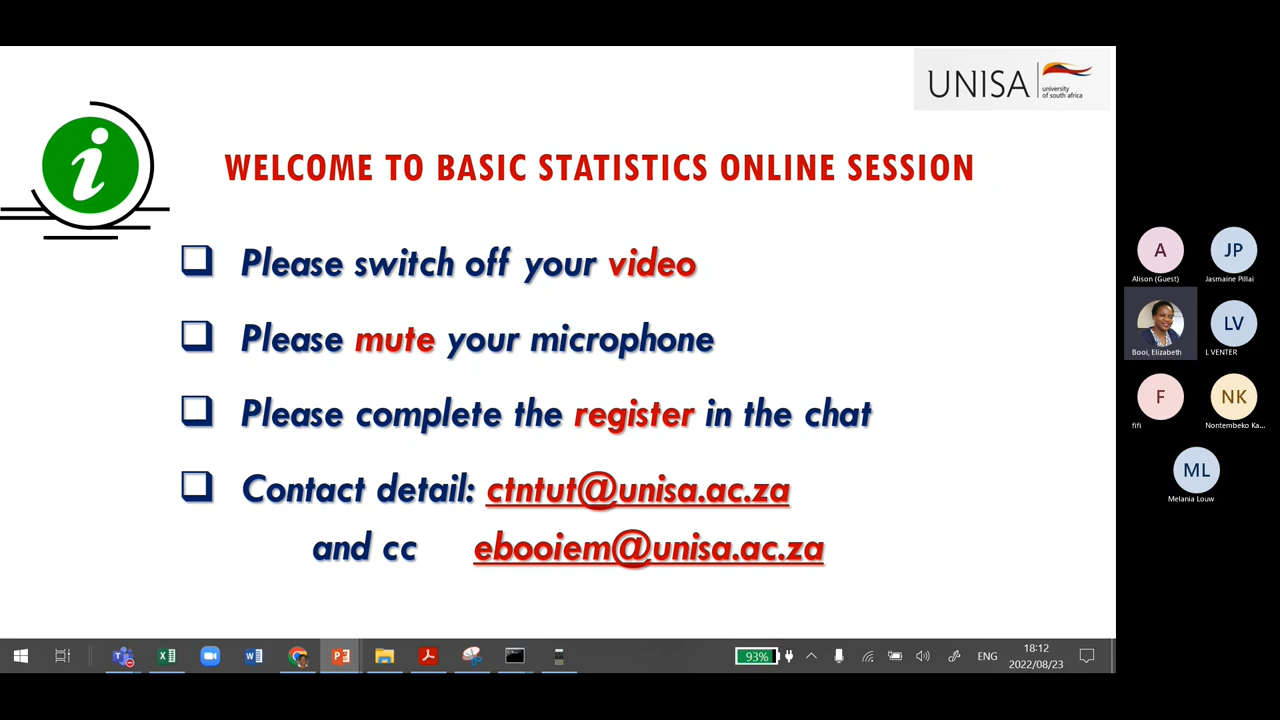 UNISA
university
of south africa
i
WELCOME TO BASIC STATISTICS ONLINE SESSION
Please switch off your video
Please mute your microphone
Please complete the register in the chat
Contact detail: ctntut@unisa.ac.za
and cc ebooiem@unisa.ac.za
A
Alison (Guest)
JP
Jasmaine Pillai
Booi, Elizabeth
LV
L VENTER
F
fifi
NK
Nontembeko Ka...
ML
Melania Louw
93%
ENG
18:12
2022/08/23